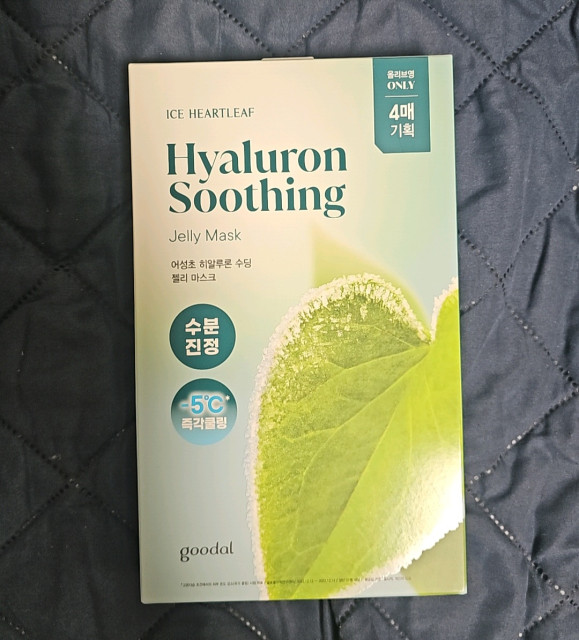 올리브영
ONLY
4매
기획
ICE HEARTLEAF
Hyaluron
Soothing
Jelly Mask
어성초 히알루론 수딩
젤리 마스크
수분
진정
-5℃*
즉각쿨링
goodal